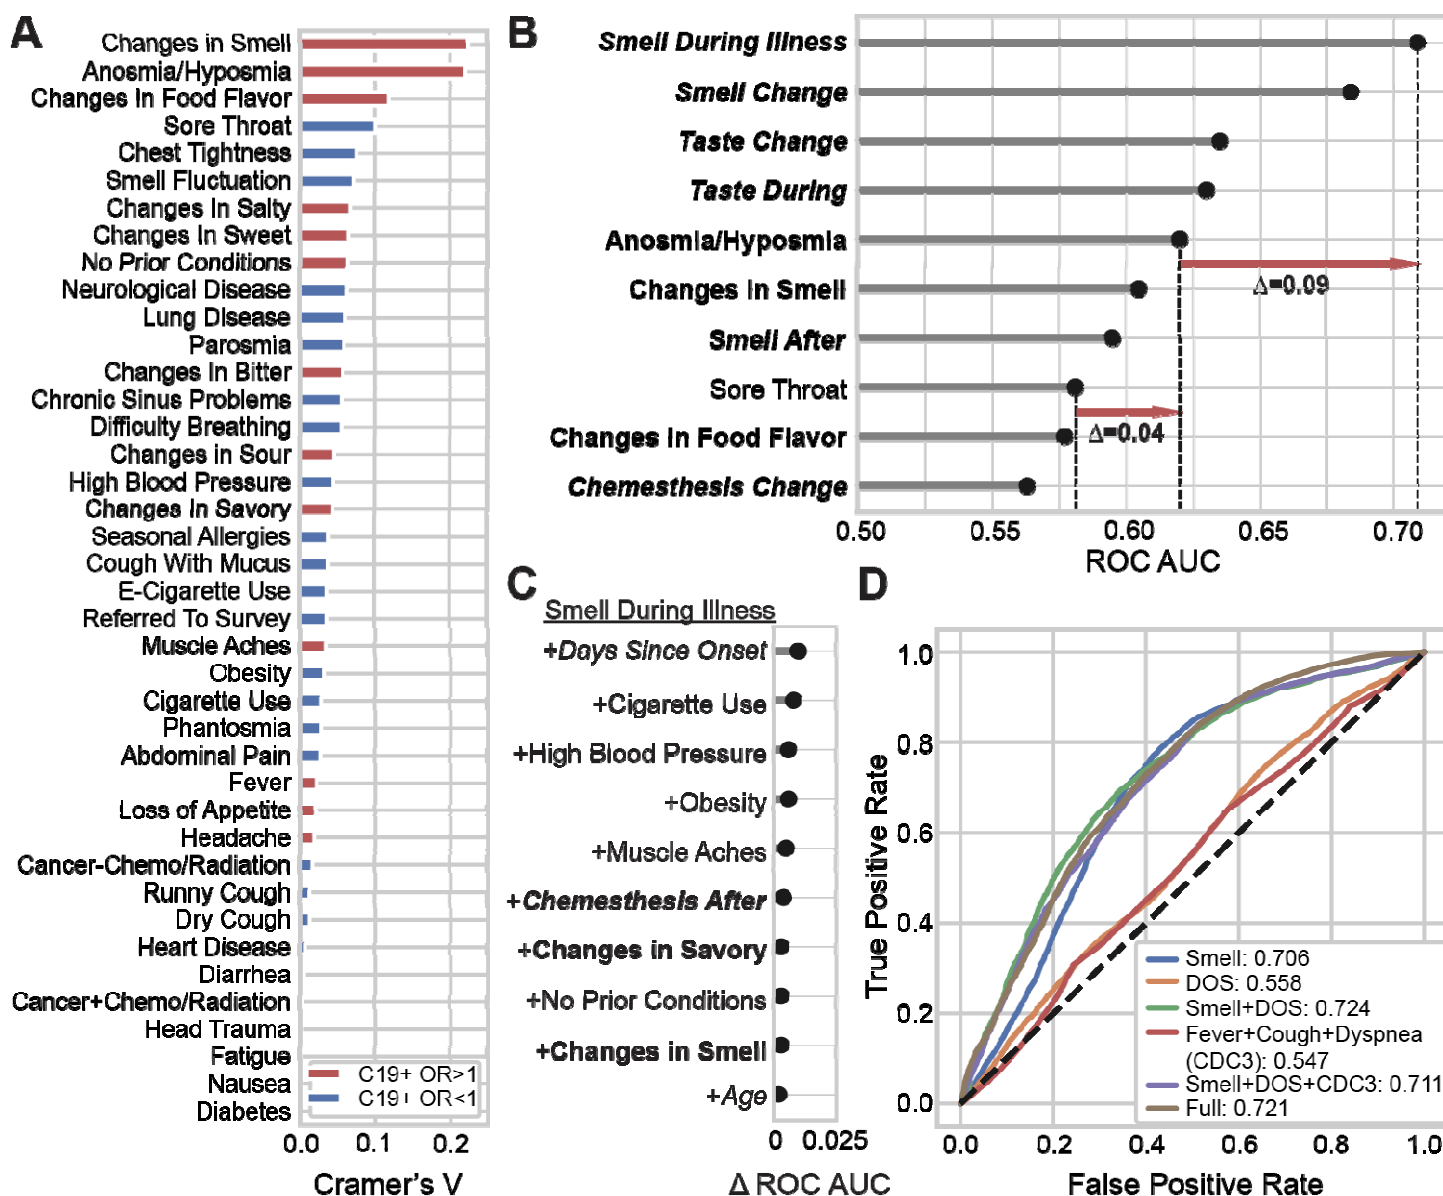 A
Changes in Smell
Anosmia/Hyposmia
Changes In Food Flavor
Sore Throat
Chest Tightness
Smell Fluctuation
Changes In Salty
Changes In Sweet
No Prior Conditions
Neurological Disease
Lung Disease
Parosmia
Changes In Bitter
Chronic Sinus Problems
Difficulty Breathing
Changes in Sour
High Blood Pressure
Changes In Savory
Seasonal Allergies
Cough With Mucus
E-Cigarette Use
Referred To Survey
Muscle Aches
Obesity
Cigarette Use
Phantosmia
Abdominal Pain
Fever
Loss of Appetite
Headache
Cancer-Chemo/Radiation
Runny Cough
Dry Cough
Heart Disease
Diarrhea
Cancer+Chemo/Radiation
Head Trauma
Fatigue
Nausea
Diabetes
C19+ OR>1
C19+ OR<1
0.0 0.1 0.2
Cramer's V
B
Smell During Illness
Smell Change
Taste Change
Taste During
Anosmia/Hyposmia
Changes in Smell
Smell After
Sore Throat
Changes in Food Flavor
Chemesthesis Change
Δ=0.09
Δ=0.04
0.50 0.55 0.60 0.65 0.70
ROC AUC
C
Smell During Illness
+Days Since Onset
+Cigarette Use
+High Blood Pressure
+Obesity
+Muscle Aches
+Chemesthesis After
+Changes in Savory
+No Prior Conditions
+Changes in Smell
+Age
0 0.025
Δ ROC AUC
D
True Positive Rate
1.0
0.8
0.6
0.4
0.2
0.0
Smell: 0.706
DOS: 0.558
Smell+DOS: 0.724
Fever+Cough+Dyspnea
(CDC3): 0.547
Smell+DOS+CDC3: 0.711
Full: 0.721
0.0 0.2 0.4 0.6 0.8 1.0
False Positive Rate